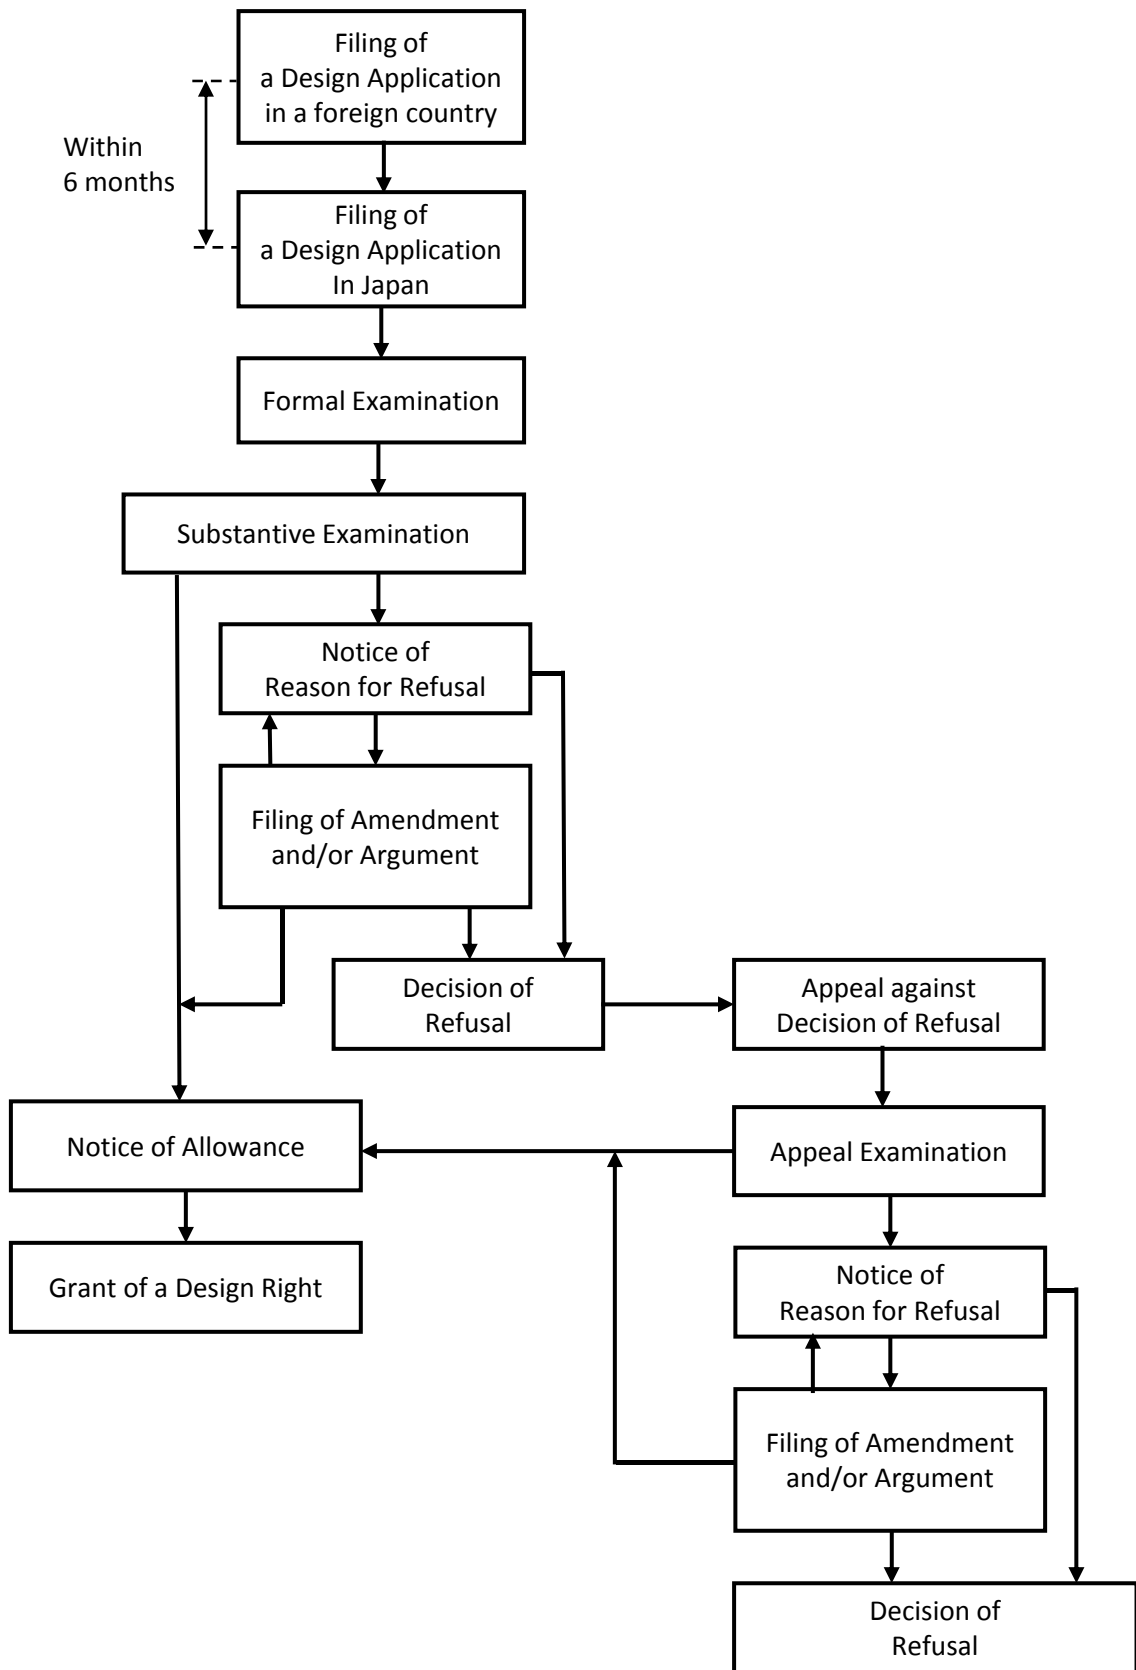 Filing of
a Design Application
in a foreign country
Within
6 months
Filing of
a Design Application
In Japan
Formal Examination
Substantive Examination
Notice of
Reason for Refusal
Filing of Amendment
and/or Argument
Decision of
Refusal
Appeal against
Decision of Refusal
Notice of Allowance
Appeal Examination
Grant of a Design Right
Notice of
Reason for Refusal
Filing of Amendment
and/or Argument
Decision of
Refusal